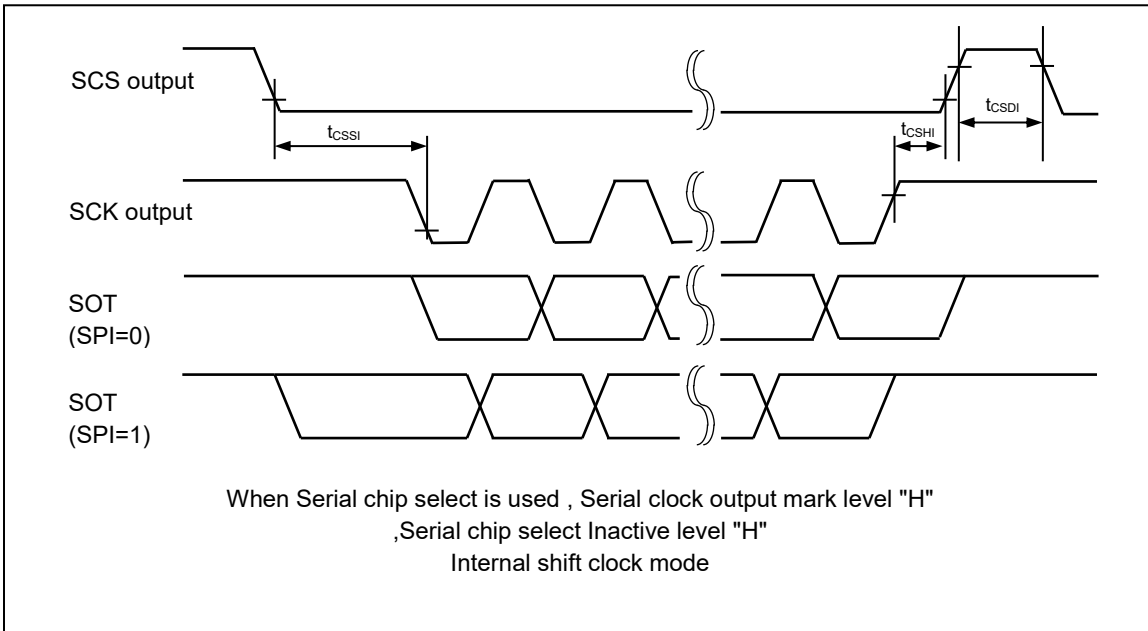 SCS output
tCSSI
tCSHI
tCSDI
SCK output
SOT
(SPI=0)
SOT
(SPI=1)
When Serial chip select is used , Serial clock output mark level "H"
,Serial chip select Inactive level "H"
Internal shift clock mode